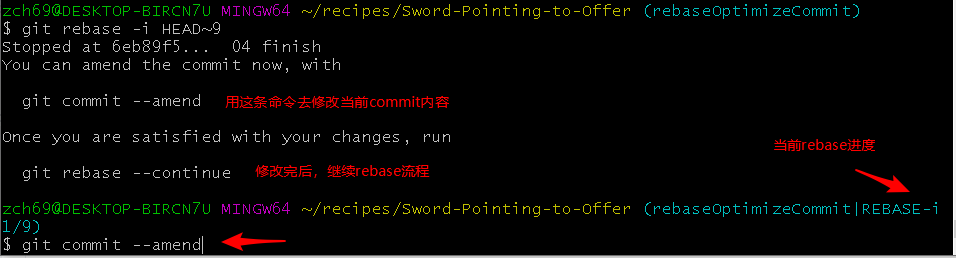 zch69@DESKTOP-BIRCN7U MINGW64 ~/recipes/Sword-Pointing-to-Offer (rebaseOptimizeCommit)
$ git rebase -i HEAD~9
Stopped at 6eb89f5... 04 finish
You can amend the commit now, with
git commit --amend 用这条命令去修改当前commit内容
Once you are satisfied with your changes, run
当前rebase进度
git rebase --continue 修改完后，继续rebase流程
zch69@DESKTOP-BIRCN7U MINGW64 ~/recipes/Sword-Pointing-to-Offer (rebaseOptimizeCommit|REBASE-i
1/9)
$ git commit --amend